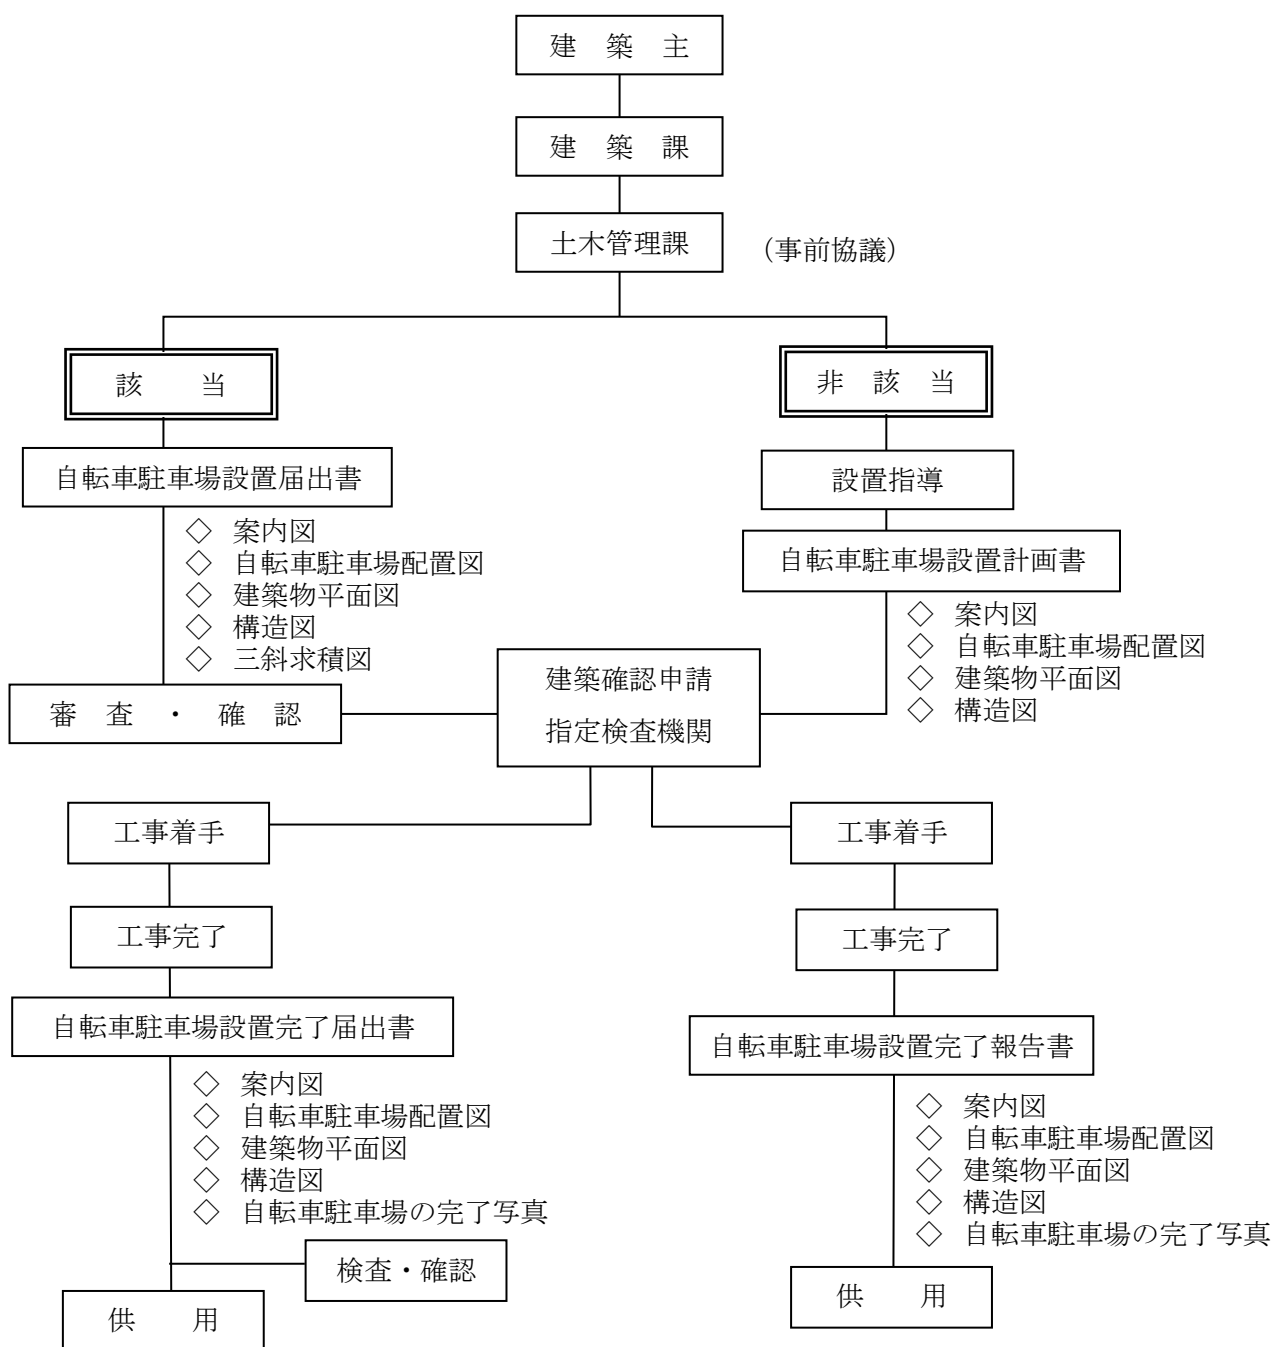 建　築　主
建　築　課
土木管理課
（事前協議）
該　　当
非　該　当
自転車駐車場設置届出書
設置指導
◇　案内図
◇　自転車駐車場配置図
◇　建築物平面図
◇　構造図
◇　三斜求積図
自転車駐車場設置計画書
◇　案内図
◇　自転車駐車場配置図
◇　建築物平面図
◇　構造図
審　査　・　確　認
建築確認申請
指定検査機関
工事着手
工事着手
工事完了
工事完了
自転車駐車場設置完了届出書
自転車駐車場設置完了報告書
◇　案内図
◇　自転車駐車場配置図
◇　建築物平面図
◇　構造図
◇　自転車駐車場の完了写真
◇　案内図
◇　自転車駐車場配置図
◇　建築物平面図
◇　構造図
◇　自転車駐車場の完了写真
検査・確認
供　　用
供　　用